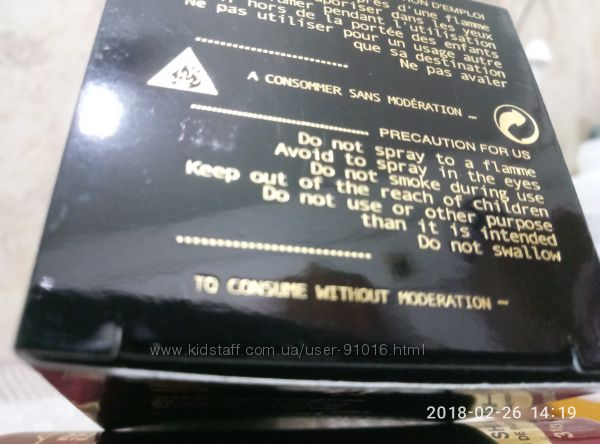 D'EMPLOI
d'une flamme
vaporiser dans les yeux
fumer pendant l'utilisation
hors de la portée des enfants
Ne pas utiliser pour un usage autre
que sa destination
Ne pas avaler
A CONSOMMER SANS MODÉRATION ~
PRECAUTION FOR US
Do not spray to a flamme
Avoid to spray in the eyes
Do not smoke during use
Keep out of the reach of children
Do not use or other purpose
than it is intended
Do not swallow
TO CONSUME WITHOUT MODERATION ~
www.kidstaff.com.ua/user-91016.html
2018-02-26 14:19